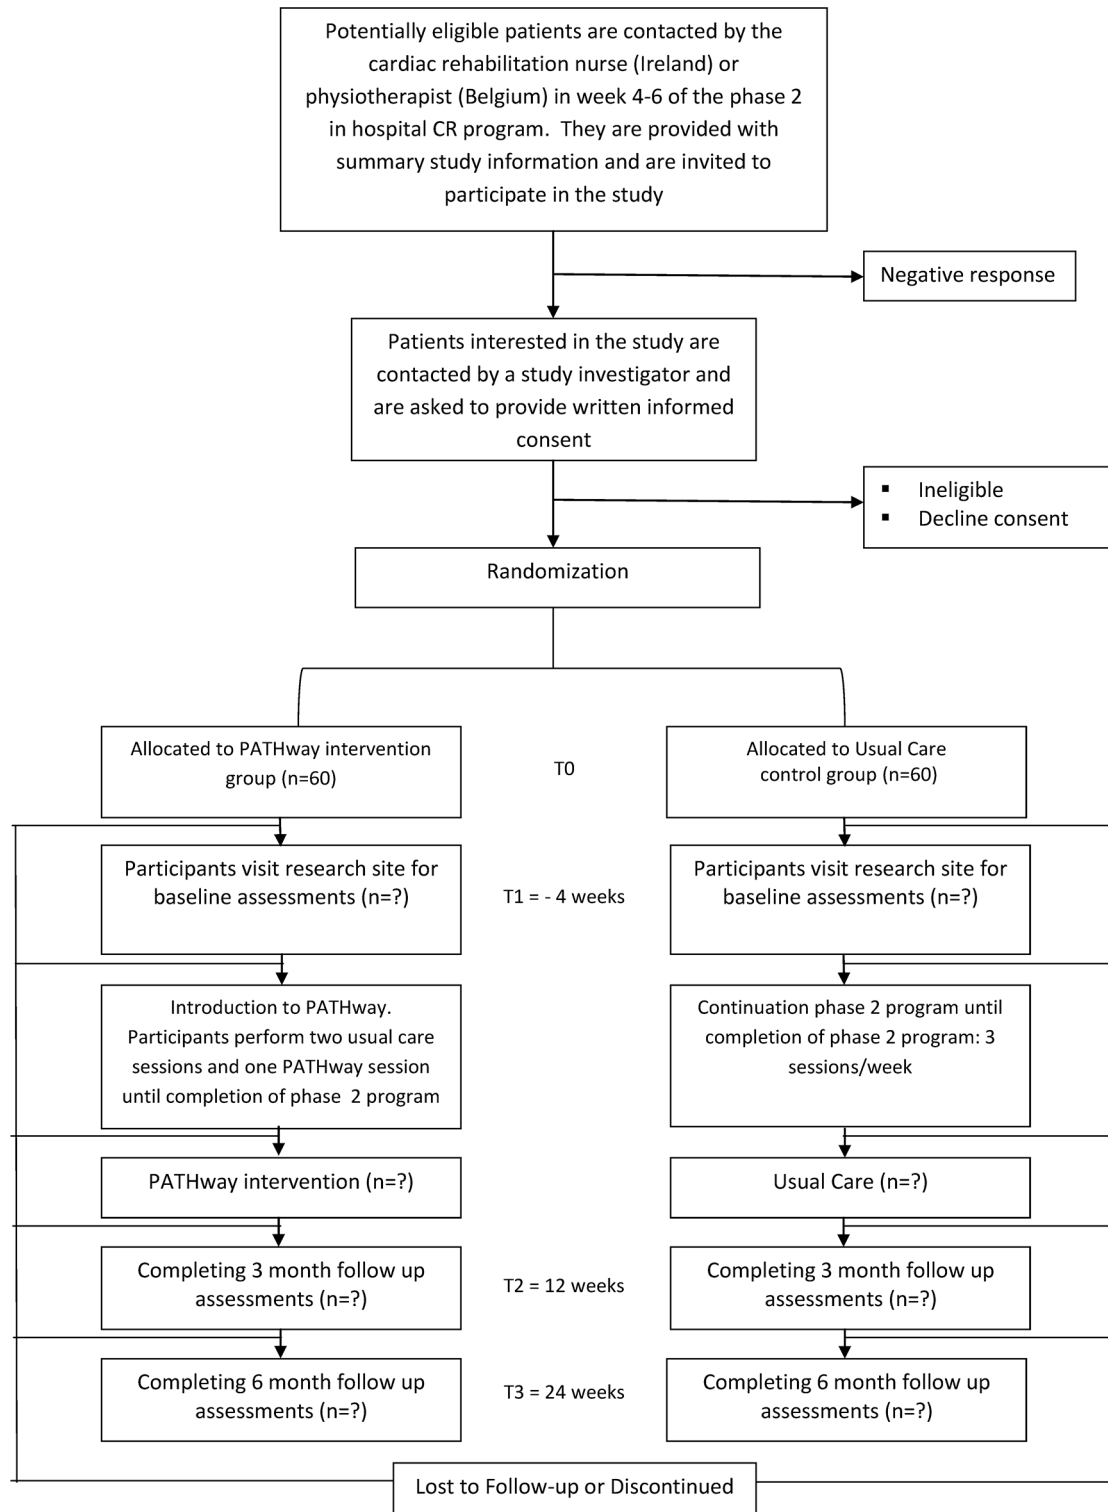 Potentially eligible patients are contacted by the
cardiac rehabilitation nurse (Ireland) or
physiotherapist (Belgium) in week 4-6 of the phase 2
in hospital CR program. They are provided with
summary study information and are invited to
participate in the study
Negative response
Patients interested in the study are
contacted by a study investigator and
are asked to provide written informed
consent
▪ Ineligible
▪ Decline consent
Randomization
Allocated to PATHway intervention
group (n=60)
T0
Allocated to Usual Care
control group (n=60)
Participants visit research site for
baseline assessments (n=?)
T1 = - 4 weeks
Participants visit research site for
baseline assessments (n=?)
Introduction to PATHway.
Participants perform two usual care
sessions and one PATHway session
until completion of phase 2 program
Continuation phase 2 program until
completion of phase 2 program: 3
sessions/week
PATHway intervention (n=?)
Usual Care (n=?)
Completing 3 month follow up
assessments (n=?)
T2 = 12 weeks
Completing 3 month follow up
assessments (n=?)
Completing 6 month follow up
assessments (n=?)
T3 = 24 weeks
Completing 6 month follow up
assessments (n=?)
Lost to Follow-up or Discontinued